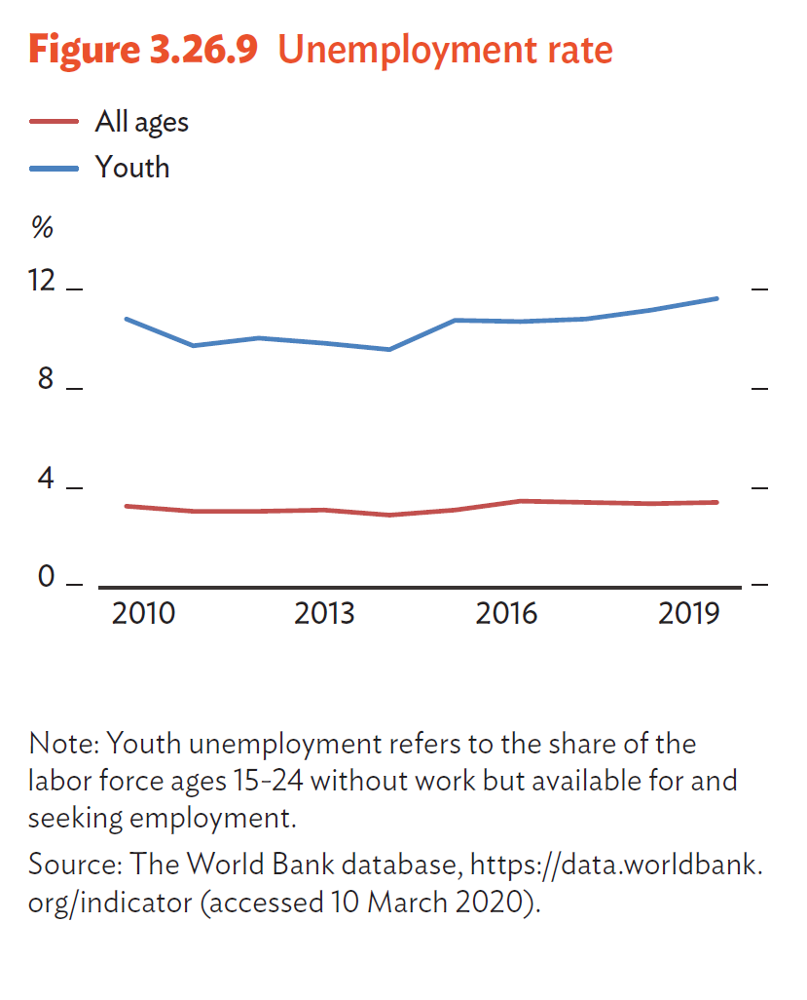 Figure 3.26.9 Unemployment rate
All ages
Youth
%
12
8
4
0
2010 2013 2016 2019
Note: Youth unemployment refers to the share of the
labor force ages 15-24 without work but available for and
seeking employment.
Source: The World Bank database, https://data.worldbank.
org/indicator (accessed 10 March 2020).